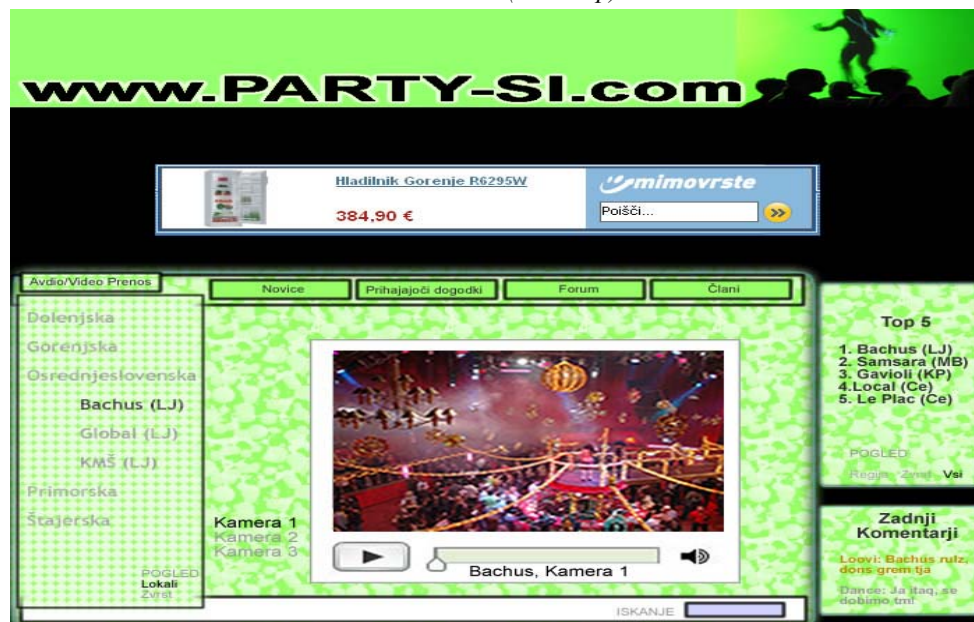 www.PARTY-SI.com
Hladilnik Gorenje R6295W
384,90 €
mimovrste
Poišči...
Avdio/Video Prenos
Novice
Prihajajoči dogodki
Forum
Člani
Dolenjska
Gorenjska
Osrednjeslovenska
Bachus (LJ)
Global (LJ)
KMŠ (LJ)
Primorska
Štajerska
POGLED
Lokali
Zvrst
Kamera 1
Kamera 2
Kamera 3
Bachus, Kamera 1
ISKANJE
Top 5
1. Bachus (LJ)
2. Samsara (MB)
3. Gavioli (KP)
4.Local (Ce)
5. Le Plac (Ce)
POGLED
Regija Zvrst Vsi
Zadnji
Komentarji
Loovi: Bachus rulz,
dons grem tja
Dance: Ja itaq, se
dobimo tm!